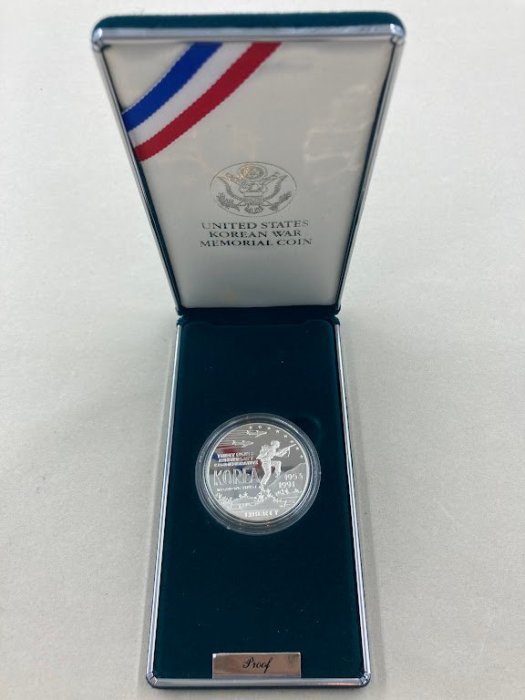 UNITED STATES
KOREAN WAR
MEMORIAL COIN
THIRTY EIGHTH
ANNIVERSARY
COMMEMORATIVE
KOREA
1953
1991
LIBERTY
Proof